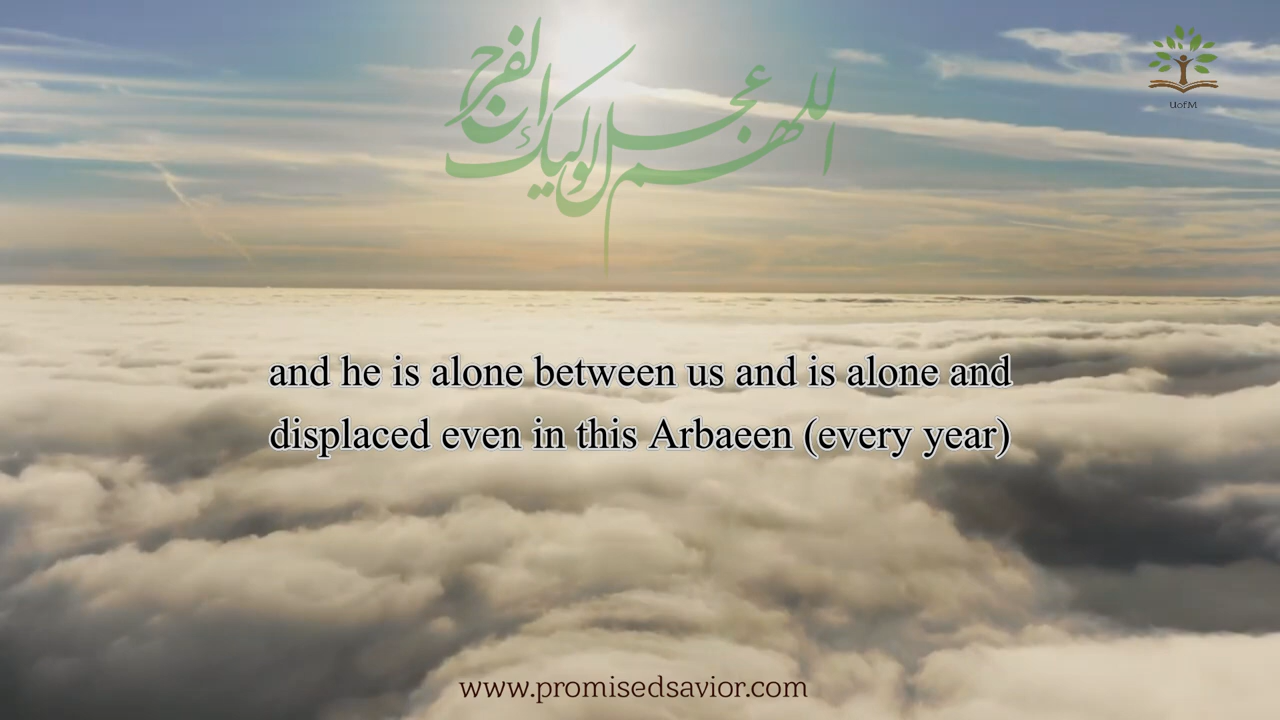 اللهم عجل لوليك الفرج
UofM
and he is alone between us and is alone and
displaced even in this Arbaeen (every year)
www.promisedsavior.com